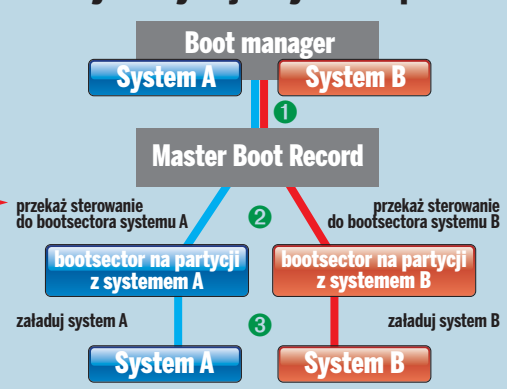 Boot manager
System A System B
1
Master Boot Record
przekaż sterowanie
do bootsectora systemu A
2
przekaż sterowanie
do bootsectora systemu B
bootsector na partycji
z systemem A
bootsector na partycji
z systemem B
załaduj system A
3
załaduj system B
System A System B